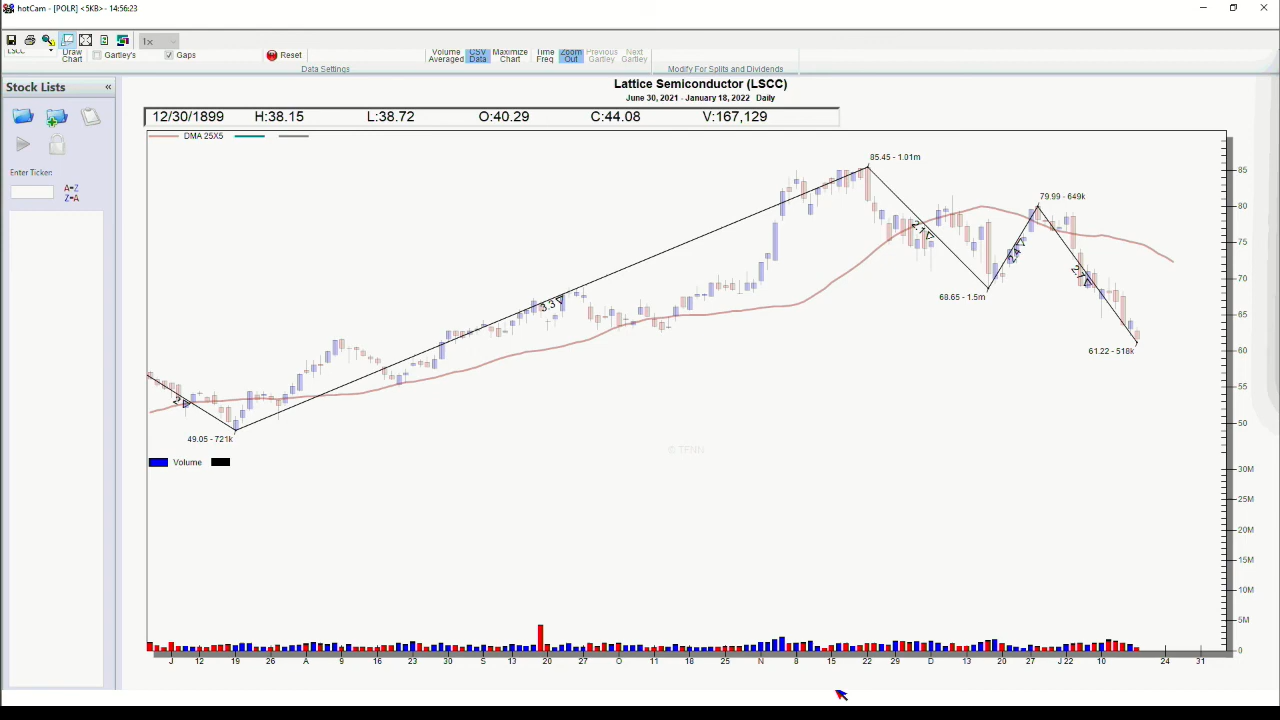 hotCam - [POLR] <5KB> - 14:56:23
1x
LSCC
Draw Chart
Gartley's
Gaps
Reset
Volume Averaged
CSV Data
Maximize Chart
Time Freq
Zoom Out
Previous Gartley
Next Gartley
Data Settings
Modify For Splits and Dividends
Stock Lists «
Enter Ticker:
A=Z
Z=A
Lattice Semiconductor (LSCC)
June 30, 2021 - January 18, 2022 Daily
12/30/1899 H:38.15 L:38.72 O:40.29 C:44.08 V:167,129
DMA 25X5
85.45 - 1.01m
79.99 - 649k
68.65 - 1.5m
61.22 - 518k
49.05 - 721k
85
80
75
70
65
60
55
50
© TFNN
Volume
30M
25M
20M
15M
10M
5M
0
J 12 19 26 A 9 16 23 30 S 13 20 27 O 11 18 25 N 8 15 22 29 D 13 20 27 J 22 10 24 31